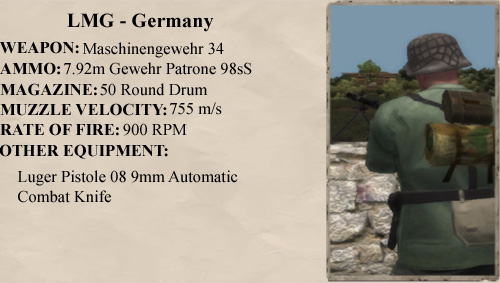 LMG - Germany
WEAPON: Maschinengewehr 34
AMMO: 7.92m Gewehr Patrone 98sS
MAGAZINE: 50 Round Drum
MUZZLE VELOCITY: 755 m/s
RATE OF FIRE: 900 RPM
OTHER EQUIPMENT:
Luger Pistole 08 9mm Automatic
Combat Knife